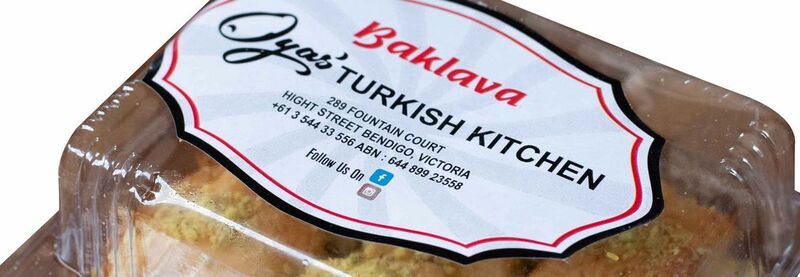 Baklava
Oyas' TURKISH KITCHEN
289 FOUNTAIN COURT
HIGHT STREET BENDIGO, VICTORIA
+61 3 544 33 556 ABN : 644 899 23558
Follow Us On